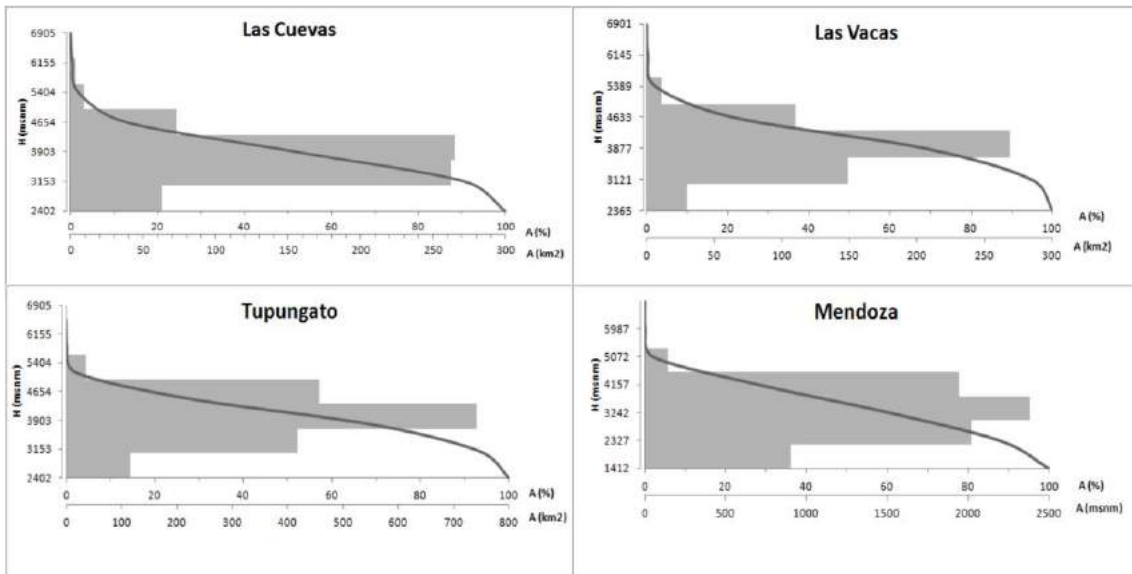 Las Cuevas
H (msnm)
6905
6155
5404
4654
3903
3153
2402
0 20 40 60 80 100
A (%)
0 50 100 150 200 250 300
A (km2)
Las Vacas
H (msnm)
6901
6145
5389
4633
3877
3121
2365
0 20 40 60 80 100
A (%)
0 50 100 150 200 250 300
A (km2)
Tupungato
H (msnm)
6905
6155
5404
4654
3903
3153
2402
0 20 40 60 80 100
A (%)
0 100 200 300 400 500 600 700 800
A (km2)
Mendoza
H (msnm)
5987
5072
4157
3242
2327
1412
0 20 40 60 80 100
A (%)
0 500 1000 1500 2000 2500
A (msnm)